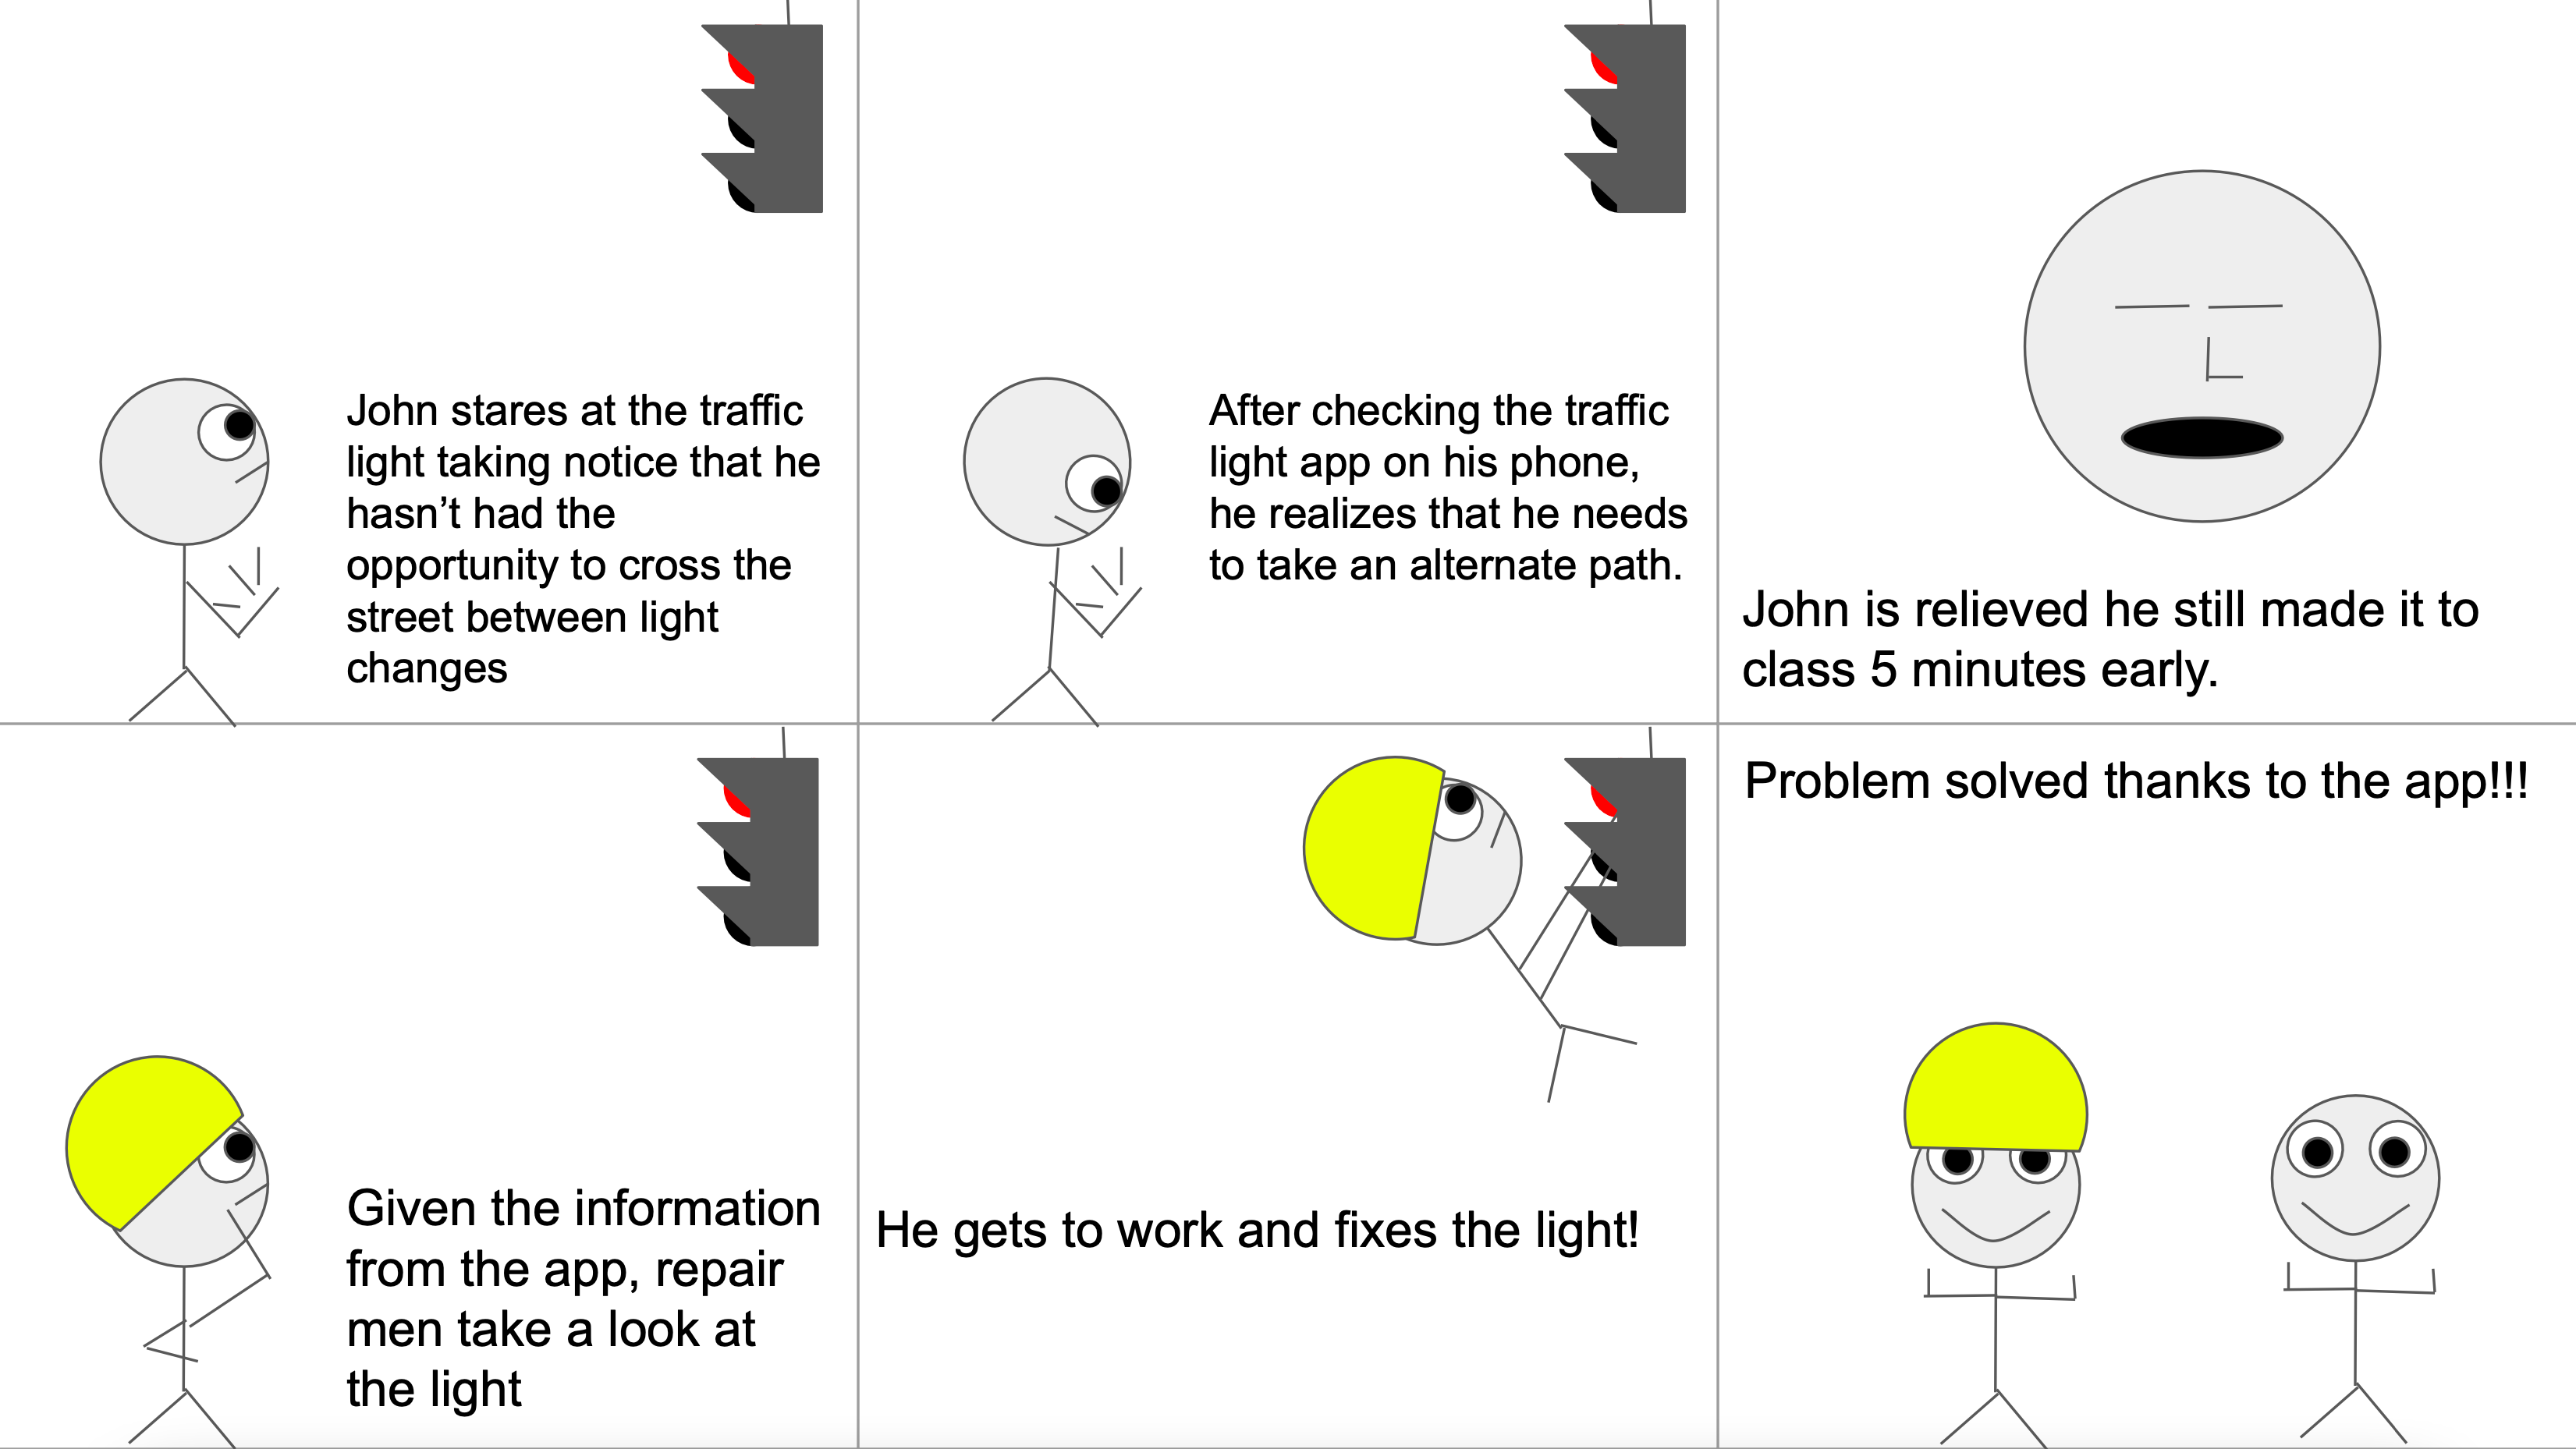 John stares at the traffic
light taking notice that he
hasn’t had the
opportunity to cross the
street between light
changes
After checking the traffic
light app on his phone,
he realizes that he needs
to take an alternate path.
John is relieved he still made it to
class 5 minutes early.
Given the information
from the app, repair
men take a look at
the light
He gets to work and fixes the light!
Problem solved thanks to the app!!!